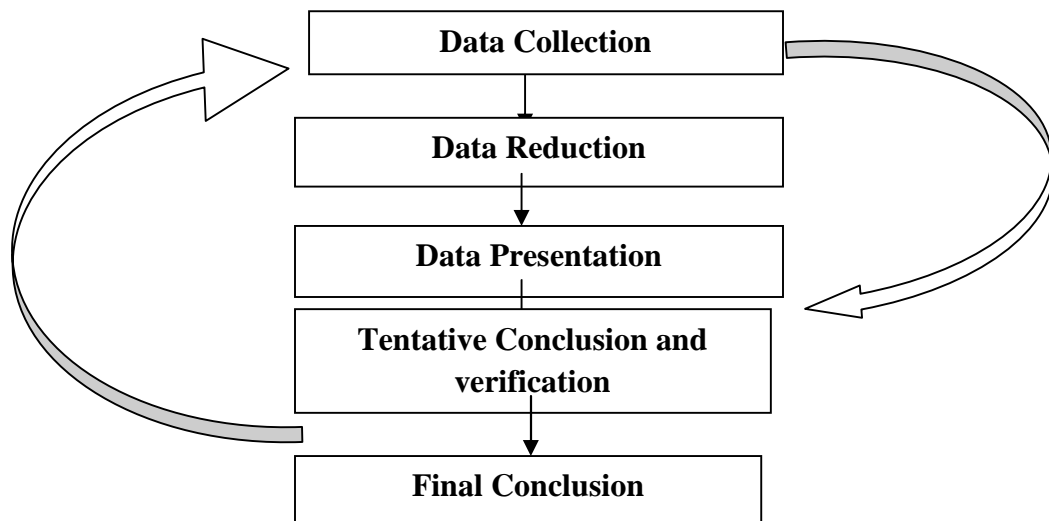 Data Collection
Data Reduction
Data Presentation
Tentative Conclusion and
verification
Final Conclusion